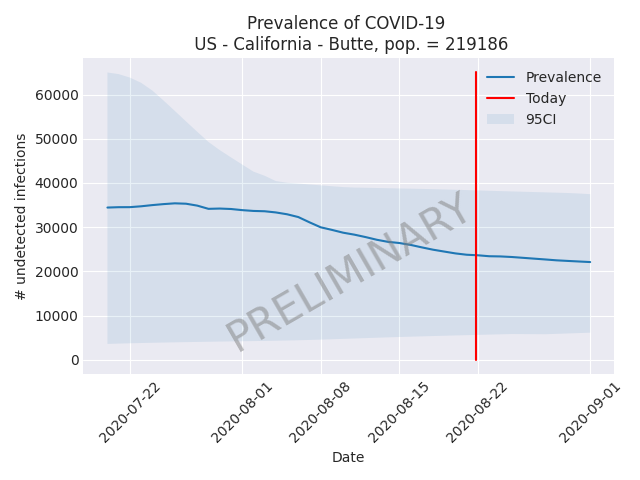 Prevalence of COVID-19
US - California - Butte, pop. = 219186
# undetected infections
60000
50000
40000
30000
20000
10000
0
Prevalence
Today
95CI
PRELIMINARY
2020-07-22
2020-08-01
2020-08-08
2020-08-15
2020-08-22
2020-09-01
Date